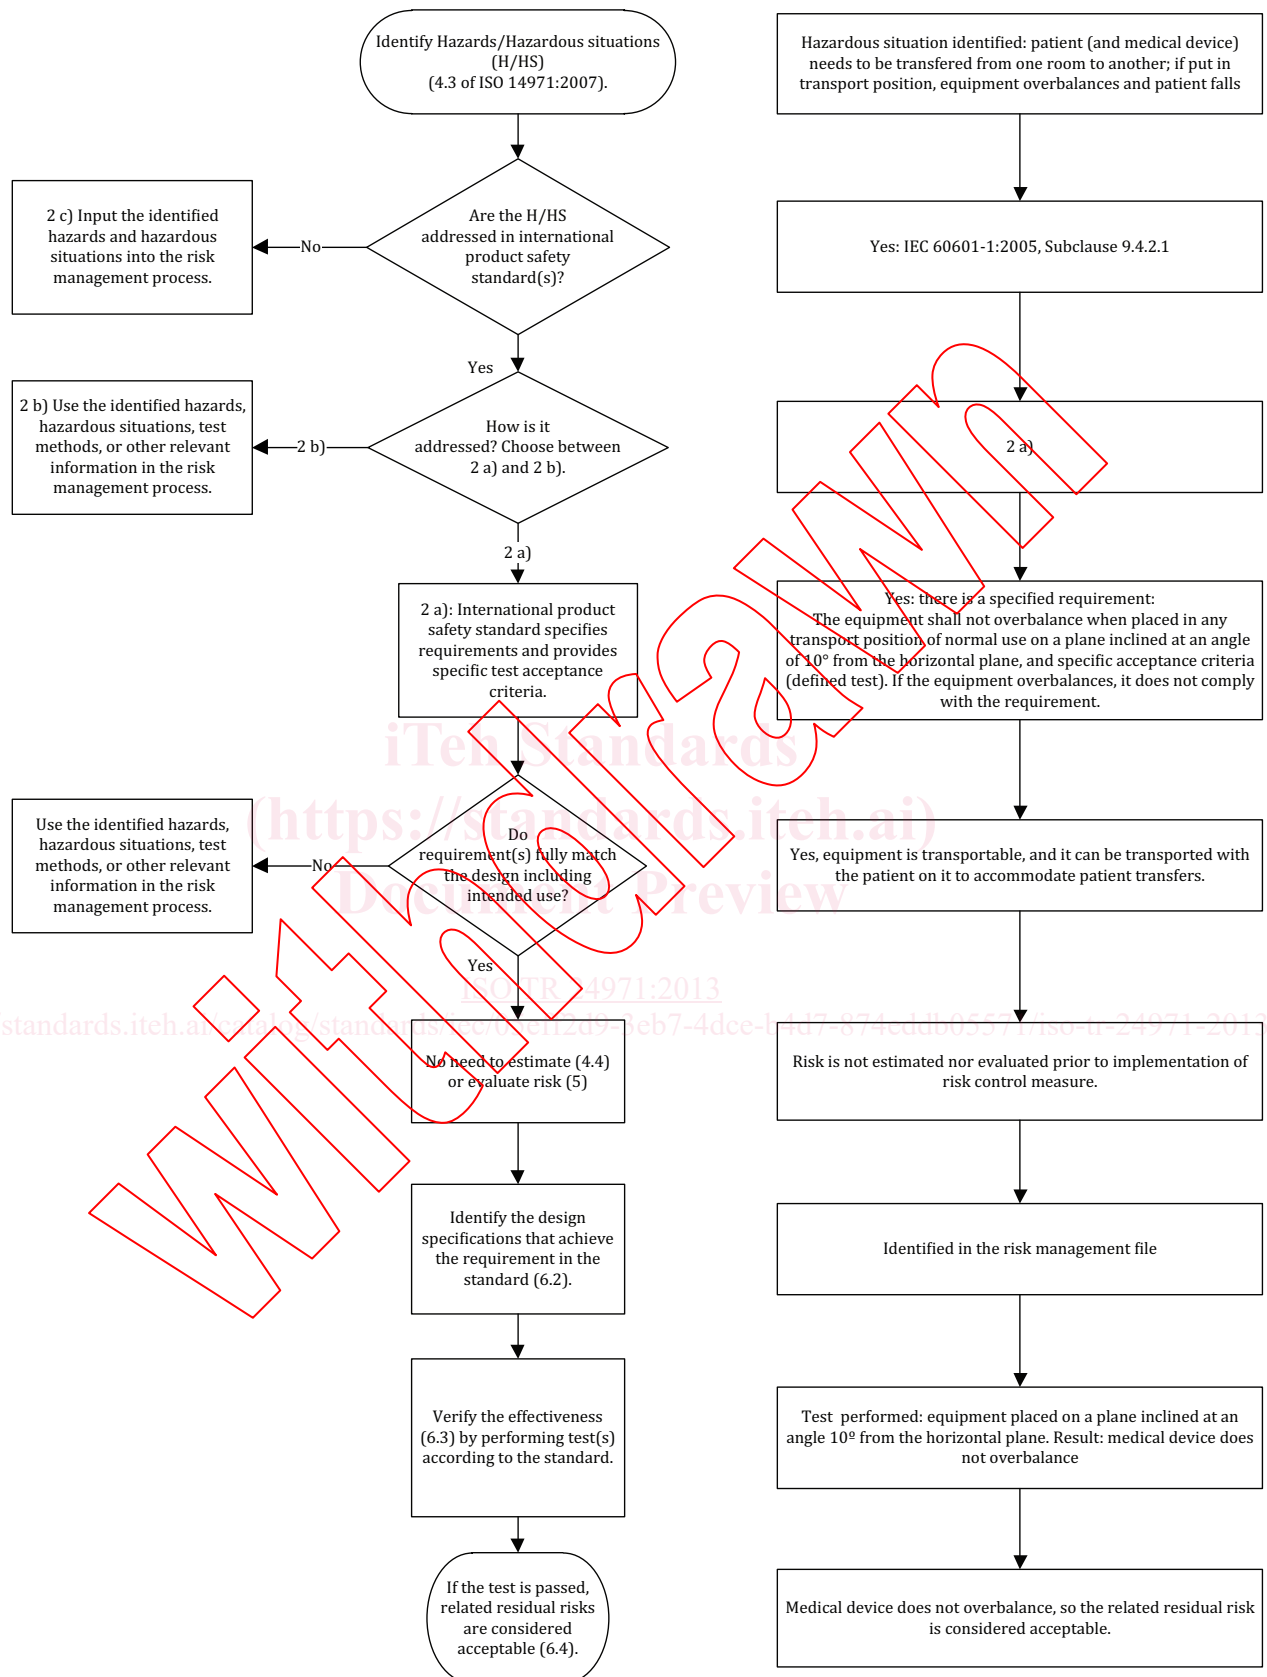 Identify Hazards/Hazardous situations
(H/HS)
(4.3 of ISO 14971:2007).
Are the H/HS
addressed in international
product safety
standard(s)?
No
2 c) Input the identified
hazards and hazardous
situations into the risk
management process.
Yes
How is it
addressed? Choose between
2 a) and 2 b).
2 b)
2 b) Use the identified hazards,
hazardous situations, test
methods, or other relevant
information in the risk
management process.
2 a)
2 a): International product
safety standard specifies
requirements and provides
specific test acceptance
criteria.
Do
requirement(s) fully match
the design including
intended use?
No
Use the identified hazards,
hazardous situations, test
methods, or other relevant
information in the risk
management process.
Yes
No need to estimate (4.4)
or evaluate risk (5)
Identify the design
specifications that achieve
the requirement in the
standard (6.2).
Verify the effectiveness
(6.3) by performing test(s)
according to the standard.
If the test is passed,
related residual risks
are considered
acceptable (6.4).
Hazardous situation identified: patient (and medical device)
needs to be transfered from one room to another; if put in
transport position, equipment overbalances and patient falls
Yes: IEC 60601-1:2005, Subclause 9.4.2.1
2 a)
Yes: there is a specified requirement:
The equipment shall not overbalance when placed in any
transport position of normal use on a plane inclined at an angle
of 10° from the horizontal plane, and specific acceptance criteria
(defined test). If the equipment overbalances, it does not comply
with the requirement.
Yes, equipment is transportable, and it can be transported with
the patient on it to accommodate patient transfers.
Risk is not estimated nor evaluated prior to implementation of
risk control measure.
Identified in the risk management file
Test performed: equipment placed on a plane inclined at an
angle 10º from the horizontal plane. Result: medical device does
not overbalance
Medical device does not overbalance, so the related residual risk
is considered acceptable.
Withdrawn
iTeh Standards
(https://standards.iteh.ai)
Document Preview
ISO TR 24971:2013